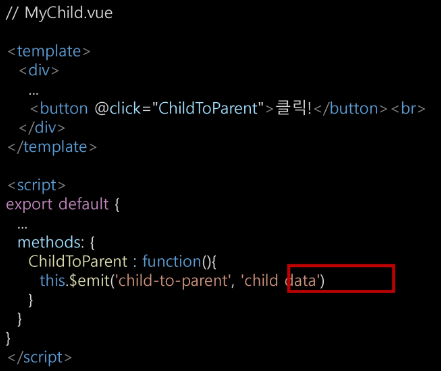 // MyChild.vue
<template>
<div>
...
<button @click="ChildToParent">클릭!</button><br>
</div>
</template>
<script>
export default {
...
methods: {
ChildToParent : function(){
this.$emit('child-to-parent', 'child data')
}
}
}
</script>